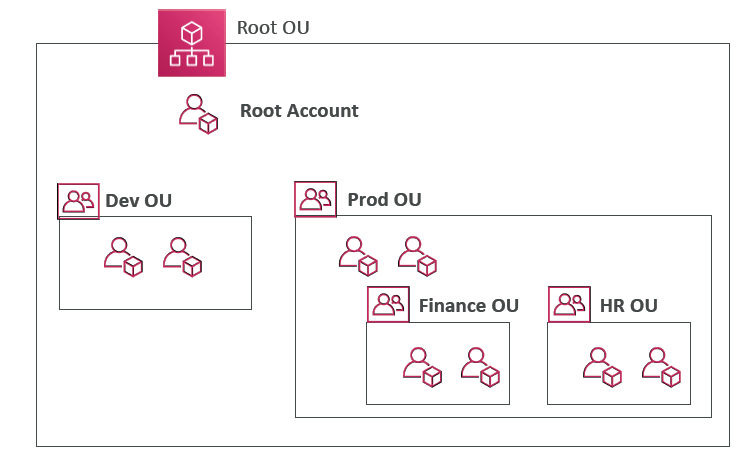 Root OU
Root Account
Dev OU
Prod OU
Finance OU
HR OU